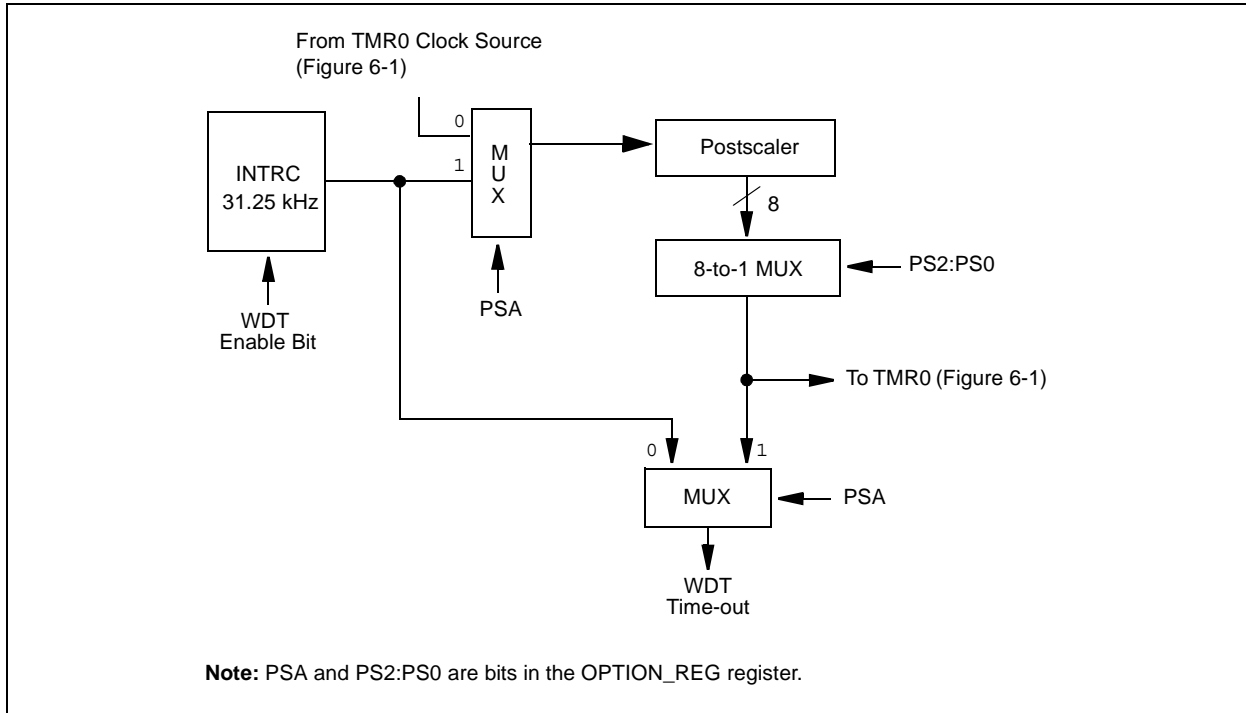 From TMR0 Clock Source
(Figure 6-1)
0
1
M
U
X
Postscaler
INTRC
31.25 kHz
8
8-to-1 MUX
PS2:PS0
PSA
WDT
Enable Bit
To TMR0 (Figure 6-1)
0
1
MUX
PSA
WDT
Time-out
Note: PSA and PS2:PS0 are bits in the OPTION_REG register.